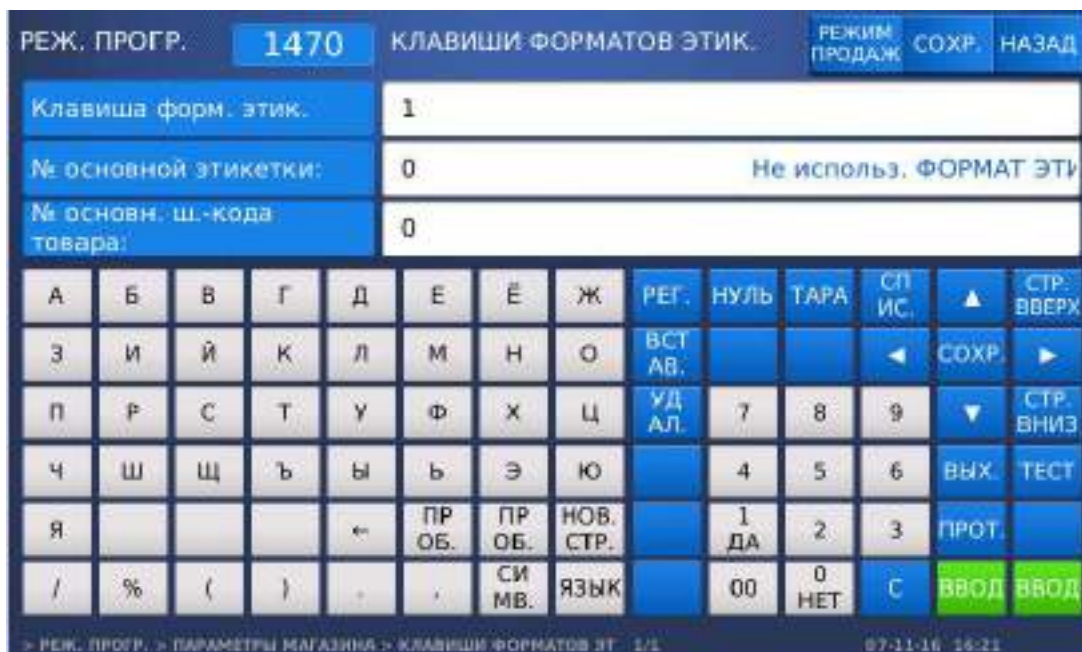 РЕЖ. ПРОГР. 1470 КЛАВИШИ ФОРМАТОВ ЭТИК. РЕЖИМ ПРОДАЖ СОХР. НАЗАД
Клавиша форм. этик. 1
№ основной этикетки: 0 Не использ. ФОРМАТ ЭТИ
№ основн. ш.-кода
товара: 0
А Б В Г Д Е Ё Ж РЕГ. НУЛЬ ТАРА СП ИС. ▲ СТР. ВВЕРХ
З И Й К Л М Н О ВСТ АВ. ◀ СОХР. ▶
П Р С Т У Ф Х Ц УД АЛ. 7 8 9 ▼ СТР. ВНИЗ
Ч Ш Щ Ъ Ы Ь Э Ю 4 5 6 ВЫХ. ТЕСТ
Я ← ПР ОБ. ПР ОБ. НОВ. СТР. 1 ДА 2 3 ПРОТ.
/ % ( ) . , СИ МВ. ЯЗЫК 00 0 НЕТ С ВВОД ВВОД
> РЕЖ. ПРОГР. > ПАРАМЕТРЫ МАГАЗИНА > КЛАВИШИ ФОРМАТОВ ЭТ 1/1 07-11-16 16:21